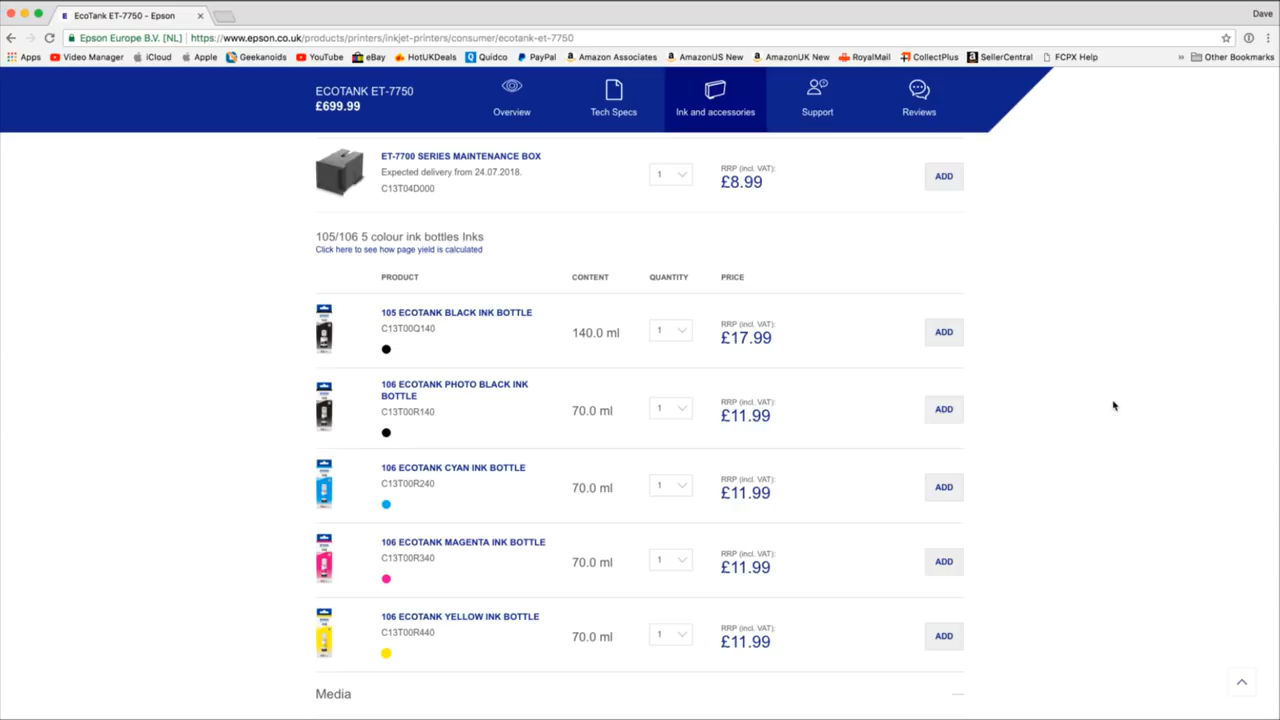 EcoTank ET-7750 - Epson
Dave
Epson Europe B.V. [NL] https://www.epson.co.uk/products/printers/inkjet-printers/consumer/ecotank-et-7750
Apps Video Manager iCloud Apple Geekanoids YouTube eBay HotUKDeals Quidco PayPal Amazon Associates AmazonUS New AmazonUK New RoyalMail CollectPlus SellerCentral FCPX Help » Other Bookmarks
ECOTANK ET-7750
£699.99
Overview Tech Specs Ink and accessories Support Reviews
ET-7700 SERIES MAINTENANCE BOX
Expected delivery from 24.07.2018.
C13T04D000
1
RRP (incl. VAT):
£8.99
ADD
105/106 5 colour ink bottles Inks
Click here to see how page yield is calculated
PRODUCT CONTENT QUANTITY PRICE
105 ECOTANK BLACK INK BOTTLE
C13T00Q140
140.0 ml
1
RRP (incl. VAT):
£17.99
ADD
106 ECOTANK PHOTO BLACK INK
BOTTLE
C13T00R140
70.0 ml
1
RRP (incl. VAT):
£11.99
ADD
106 ECOTANK CYAN INK BOTTLE
C13T00R240
70.0 ml
1
RRP (incl. VAT):
£11.99
ADD
106 ECOTANK MAGENTA INK BOTTLE
C13T00R340
70.0 ml
1
RRP (incl. VAT):
£11.99
ADD
106 ECOTANK YELLOW INK BOTTLE
C13T00R440
70.0 ml
1
RRP (incl. VAT):
£11.99
ADD
Media